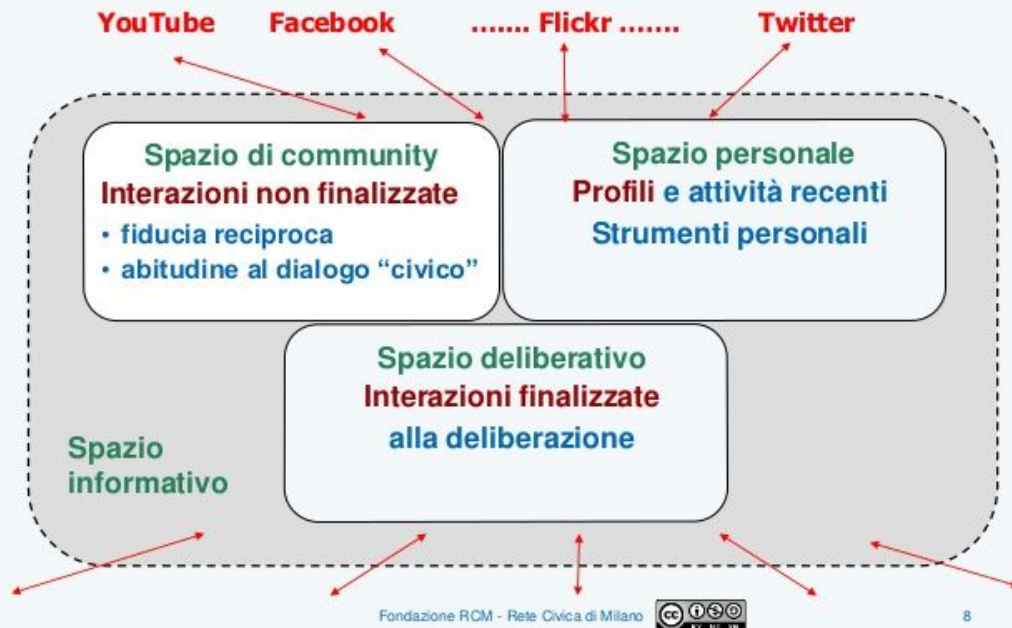 YouTube Facebook ....... Flickr ....... Twitter
Spazio di community
Interazioni non finalizzate
• fiducia reciproca
• abitudine al dialogo “civico”
Spazio personale
Profili e attività recenti
Strumenti personali
Spazio deliberativo
Interazioni finalizzate
alla deliberazione
Spazio
informativo
Fondazione RCM - Rete Civica di Milano
cc
8